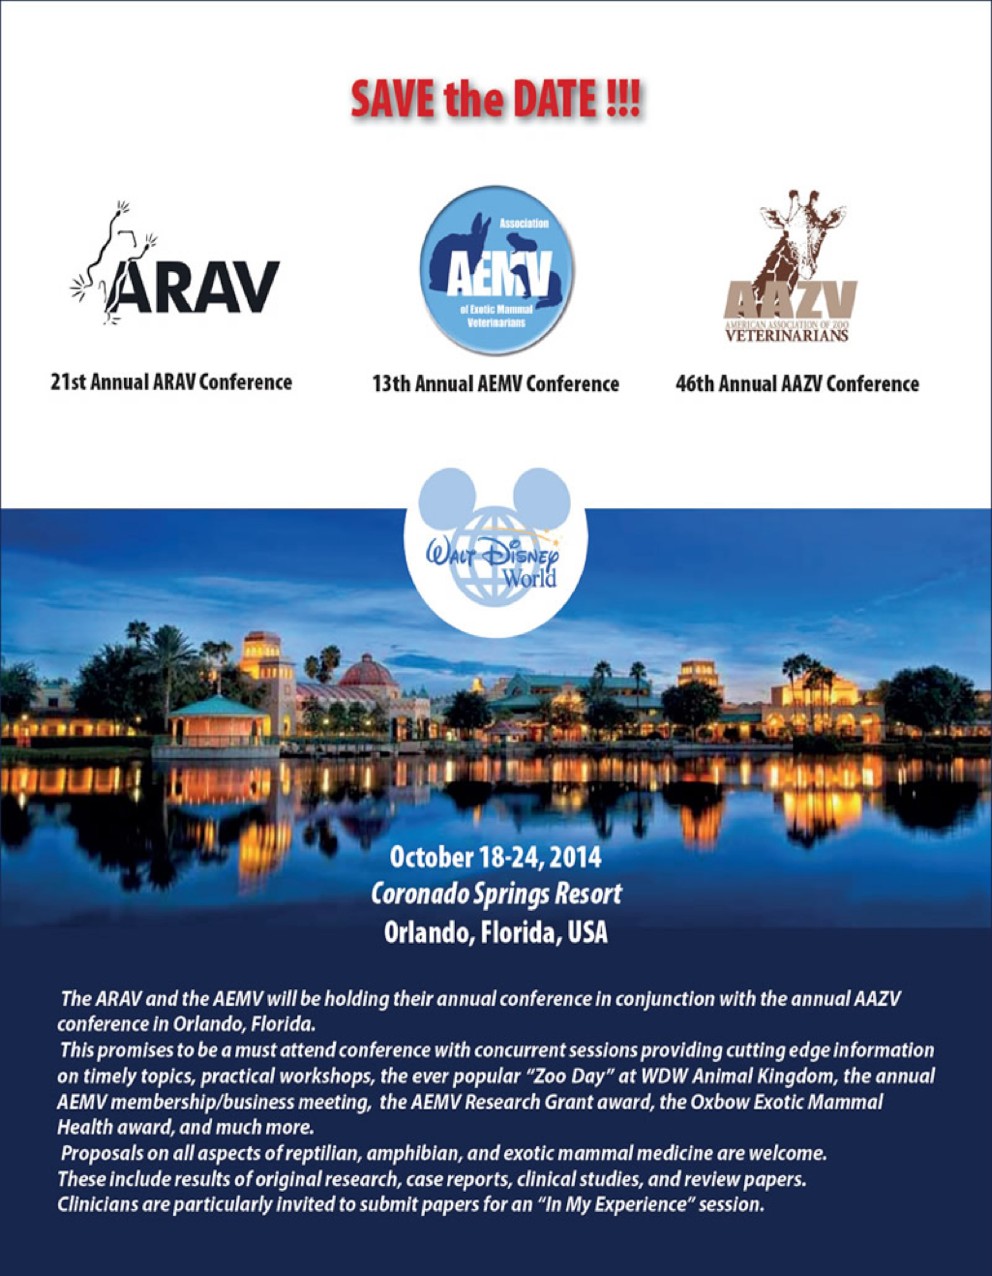 SAVE the DATE !!!
ARAV
Association
AEMV
of Exotic Mammal
Veterinarians
AAZV
AMERICAN ASSOCIATION OF ZOO
VETERINARIANS
21st Annual ARAV Conference
13th Annual AEMV Conference
46th Annual AAZV Conference
WALT DISNEY
World
October 18-24, 2014
Coronado Springs Resort
Orlando, Florida, USA
The ARAV and the AEMV will be holding their annual conference in conjunction with the annual AAZV
conference in Orlando, Florida.
This promises to be a must attend conference with concurrent sessions providing cutting edge information
on timely topics, practical workshops, the ever popular “Zoo Day” at WDW Animal Kingdom, the annual
AEMV membership/business meeting, the AEMV Research Grant award, the Oxbow Exotic Mammal
Health award, and much more.
Proposals on all aspects of reptilian, amphibian, and exotic mammal medicine are welcome.
These include results of original research, case reports, clinical studies, and review papers.
Clinicians are particularly invited to submit papers for an “In My Experience” session.